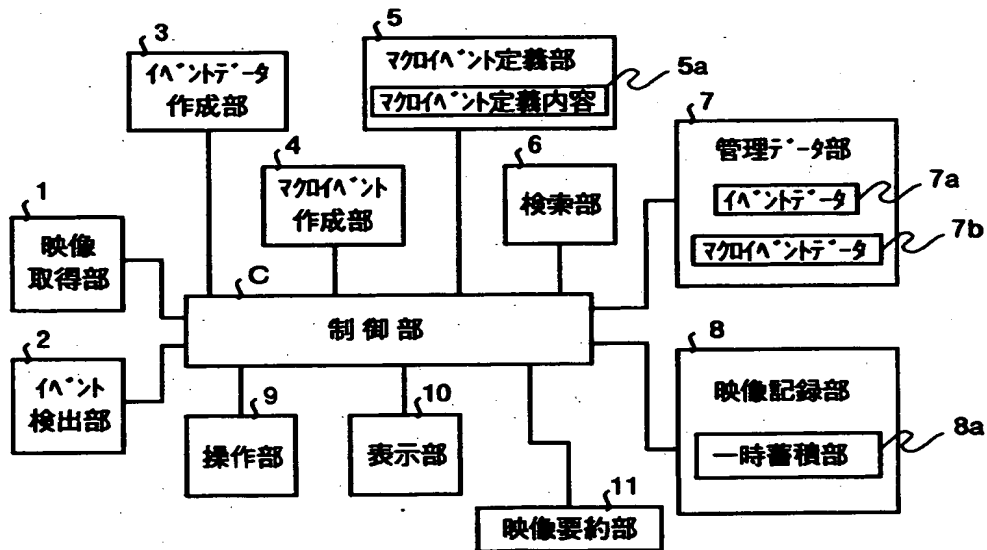 3
イベントデータ
作成部
5
マクロイベント定義部
マクロイベント定義内容
5a
4
マクロイベント
作成部
6
検索部
7
管理データ部
イベントデータ
7a
マクロイベントデータ
7b
1
映像
取得部
C
制御部
2
イベント
検出部
8
映像記録部
一時蓄積部
8a
9
操作部
10
表示部
11
映像要約部